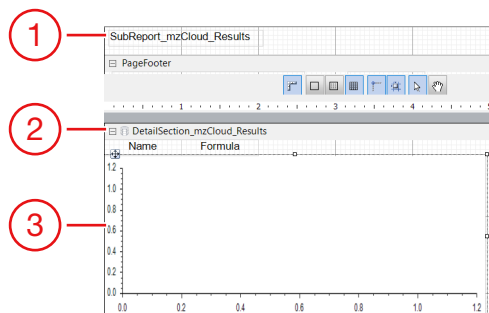 1
SubReport_mzCloud_Results
PageFooter
1 2 3 4 5
2
DetailSection_mzCloud_Results
Name Formula
3
1.2
1.0
0.8
0.6
0.4
0.2
0.0
0.0 0.2 0.4 0.6 0.8 1.0 1.2